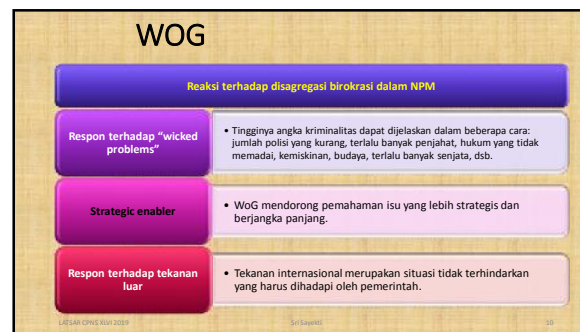 WOG
Reaksi terhadap disagregasi birokrasi dalam NPM
Respon terhadap “wicked
problems”
• Tingginya angka kriminalitas dapat dijelaskan dalam beberapa cara:
jumlah polisi yang kurang, terlalu banyak penjahat, hukum yang tidak
memadai, kemiskinan, budaya, terlalu banyak senjata, dsb.
Strategic enabler
• WoG mendorong pemahaman isu yang lebih strategis dan
berjangka panjang.
Respon terhadap tekanan
luar
• Tekanan internasional merupakan situasi tidak terhindarkan
yang harus dihadapi oleh pemerintah.
LATSAR CPNS XLVI 2019
Sri Sayekti
10